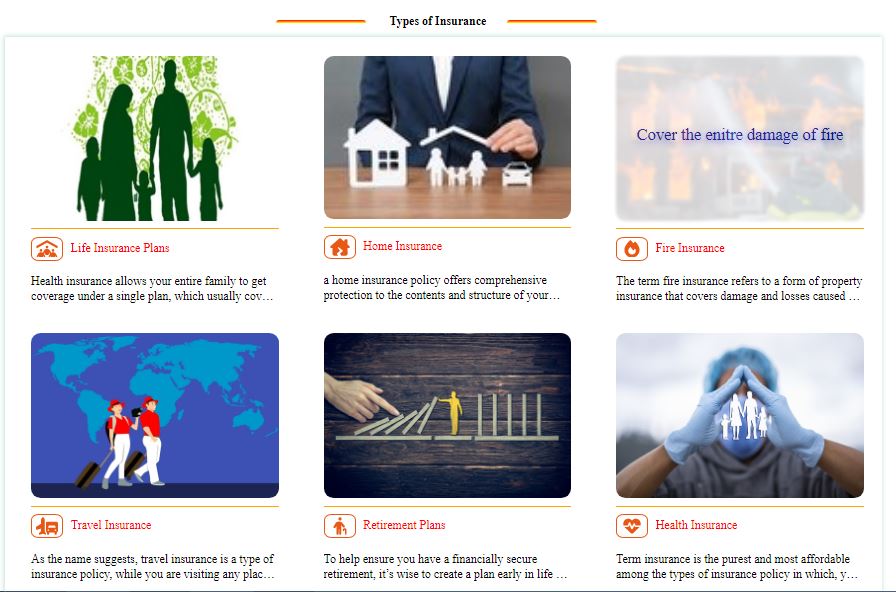 Types of Insurance
Cover the enitre damage of fire
Life Insurance Plans
Home Insurance
Fire Insurance
Health insurance allows your entire family to get
coverage under a single plan, which usually cov…
a home insurance policy offers comprehensive
protection to the contents and structure of your…
The term fire insurance refers to a form of property
insurance that covers damage and losses caused …
Travel Insurance
Retirement Plans
Health Insurance
As the name suggests, travel insurance is a type of
insurance policy, while you are visiting any plac…
To help ensure you have a financially secure
retirement, it’s wise to create a plan early in life …
Term insurance is the purest and most affordable
among the types of insurance policy in which, y…